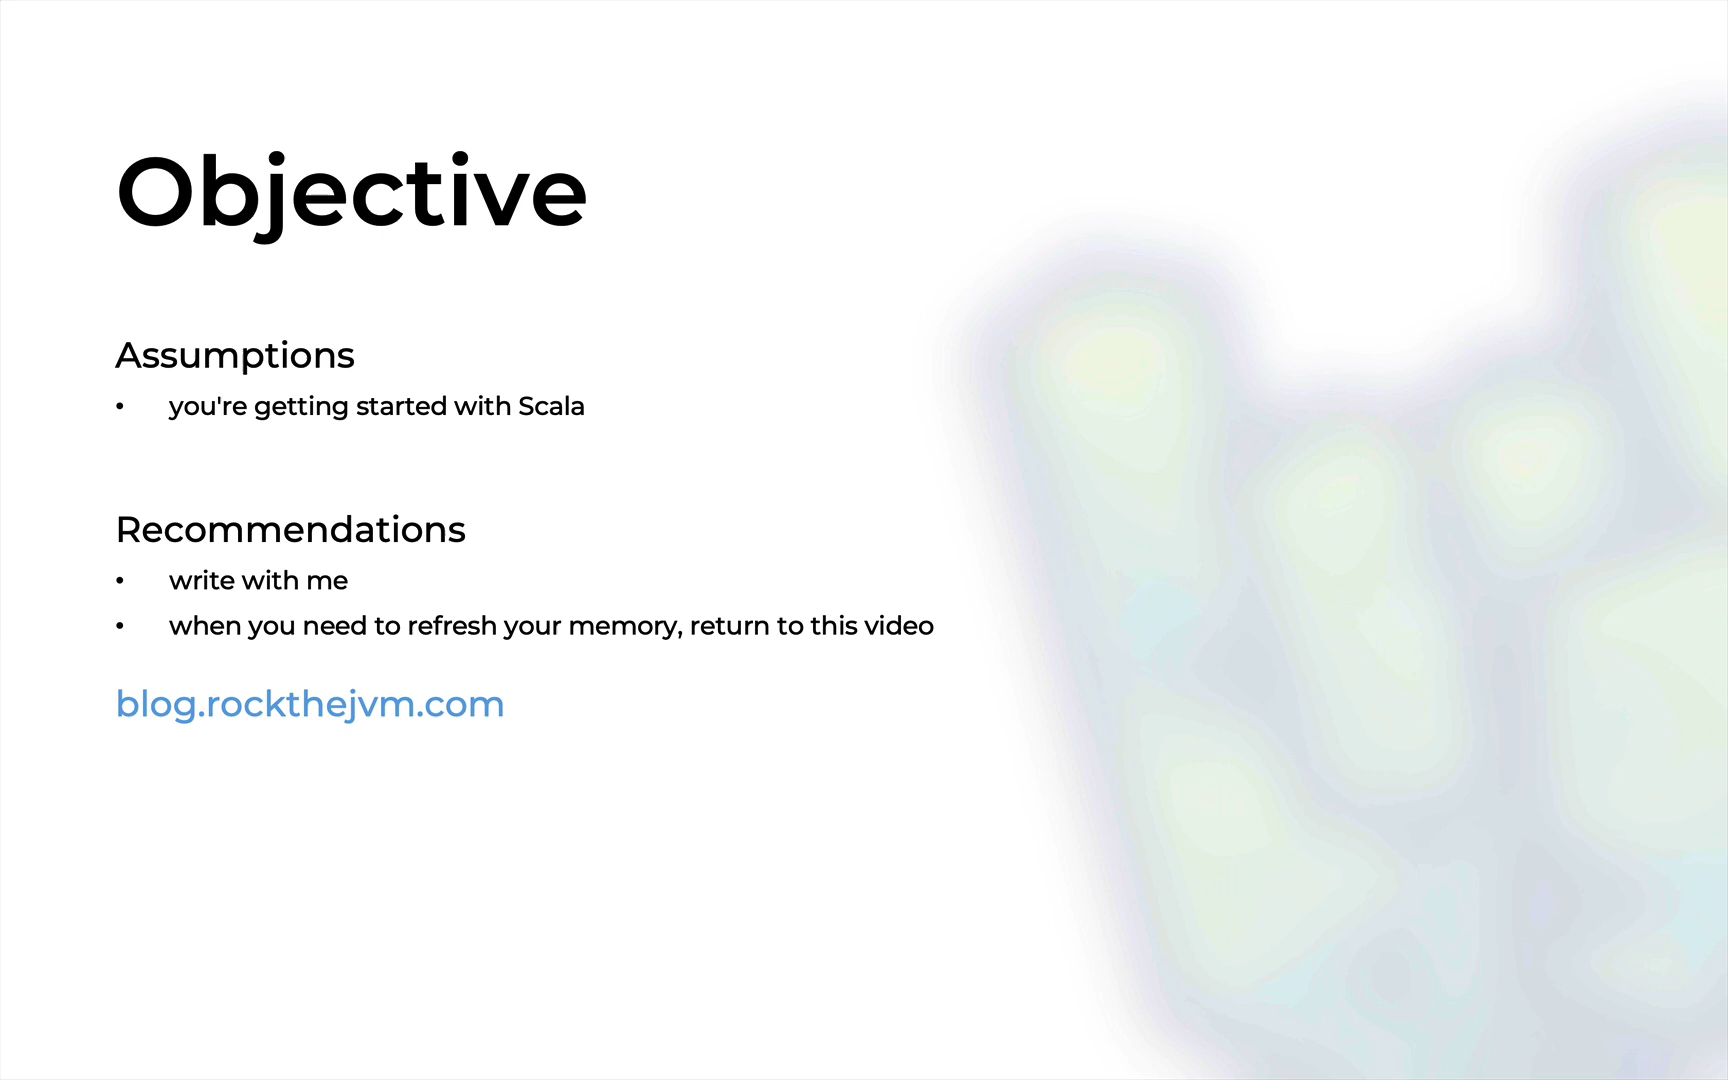 Objective
Assumptions
• you're getting started with Scala
Recommendations
• write with me
• when you need to refresh your memory, return to this video
blog.rockthejvm.com